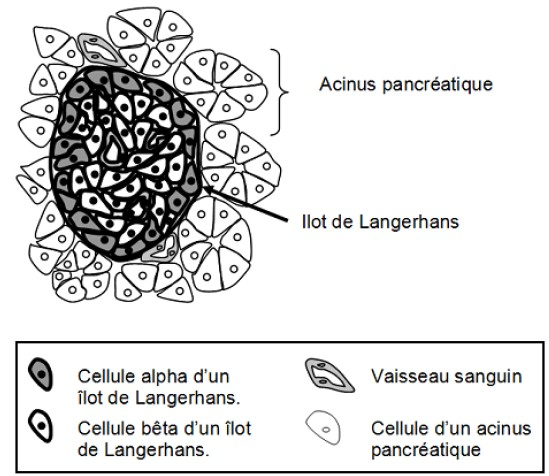 Acinus pancréatique
Ilot de Langerhans
Cellule alpha d'un
îlot de Langerhans.
Cellule bêta d'un îlot
de Langerhans.
Vaisseau sanguin
Cellule d'un acinus
pancréatique